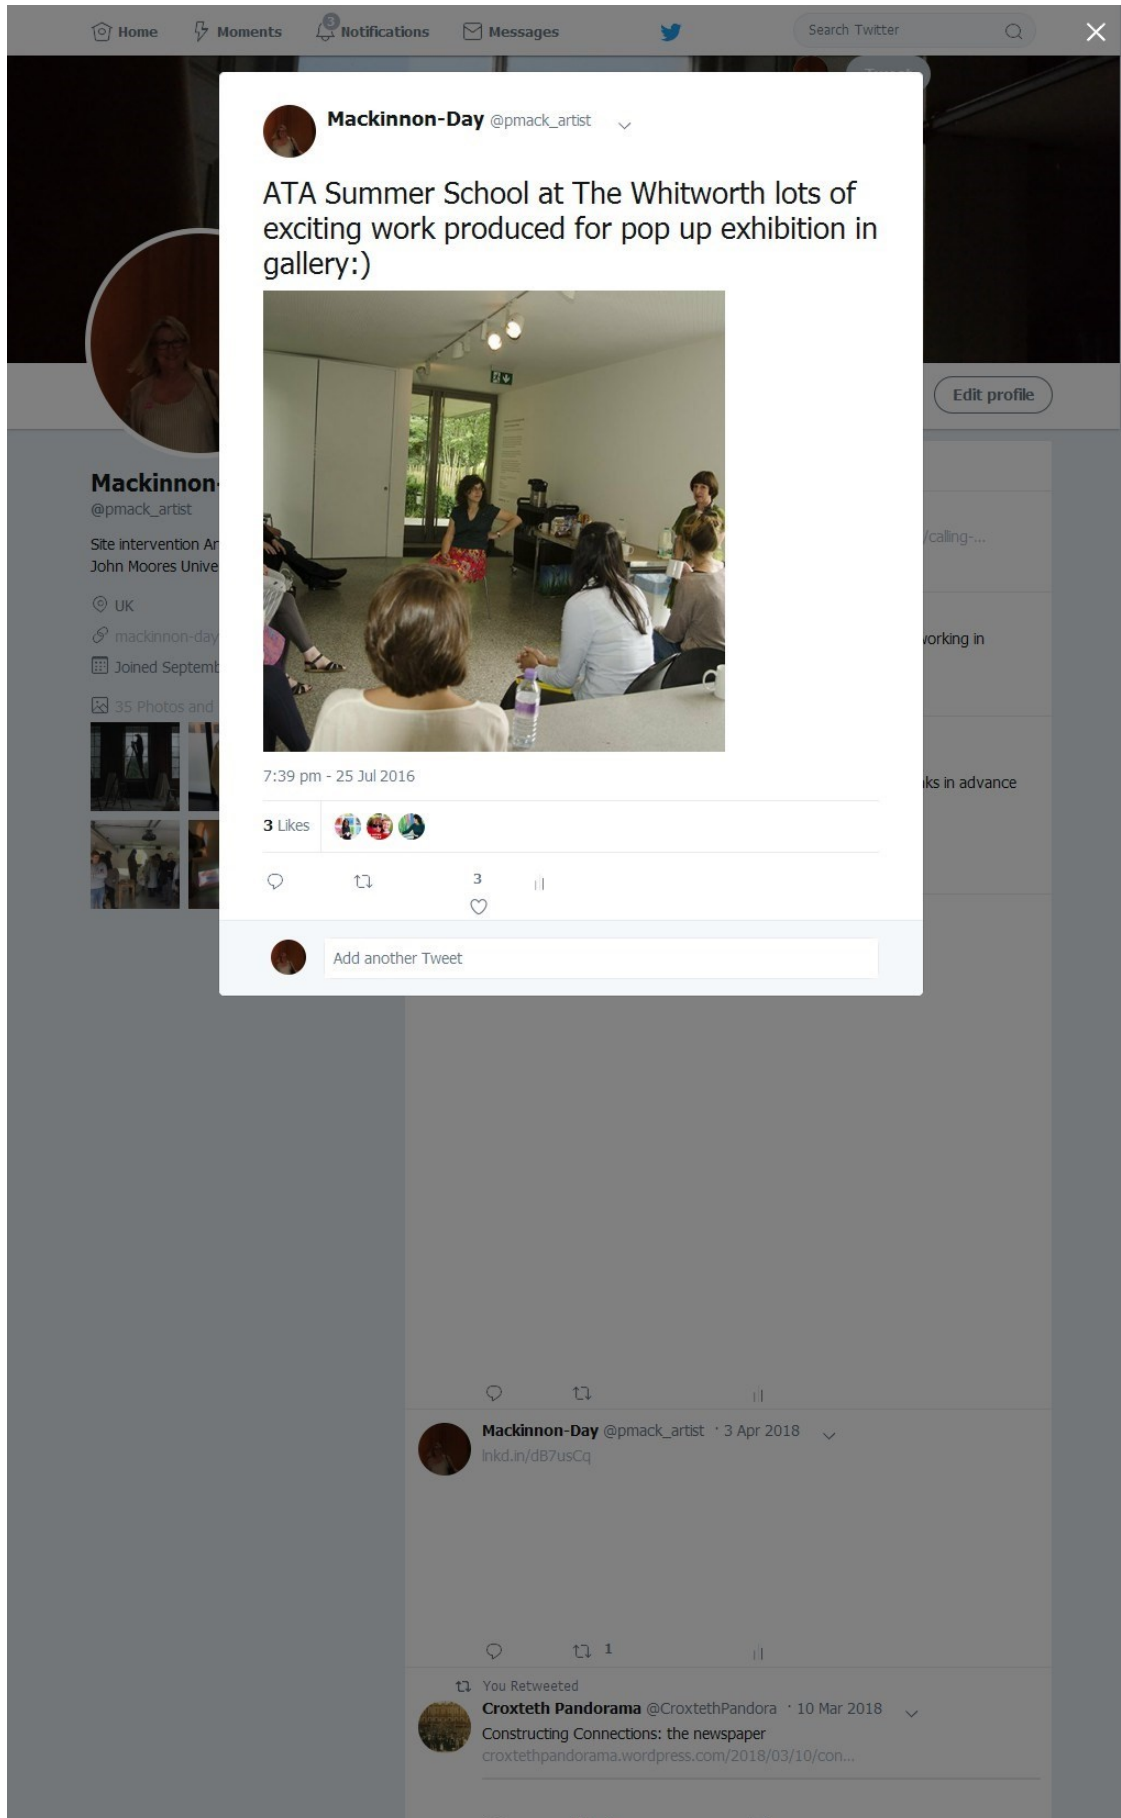 Home Moments 3 Notifications Messages Search Twitter
Mackinnon-Day @pmack_artist
ATA Summer School at The Whitworth lots of
exciting work produced for pop up exhibition in
gallery:)
7:39 pm - 25 Jul 2016
3 Likes
3
Add another Tweet
Edit profile
Mackinnon-
@pmack_artist
Site intervention Ar
John Moores Unive
UK
mackinnon-day
Joined Septemb
35 Photos and
/calling-...
working in
ks in advance
Mackinnon-Day @pmack_artist · 3 Apr 2018
lnkd.in/dB7usCq
1
You Retweeted
Croxteth Pandorama @CroxtethPandora · 10 Mar 2018
Constructing Connections: the newspaper
croxtethpandorama.wordpress.com/2018/03/10/con...